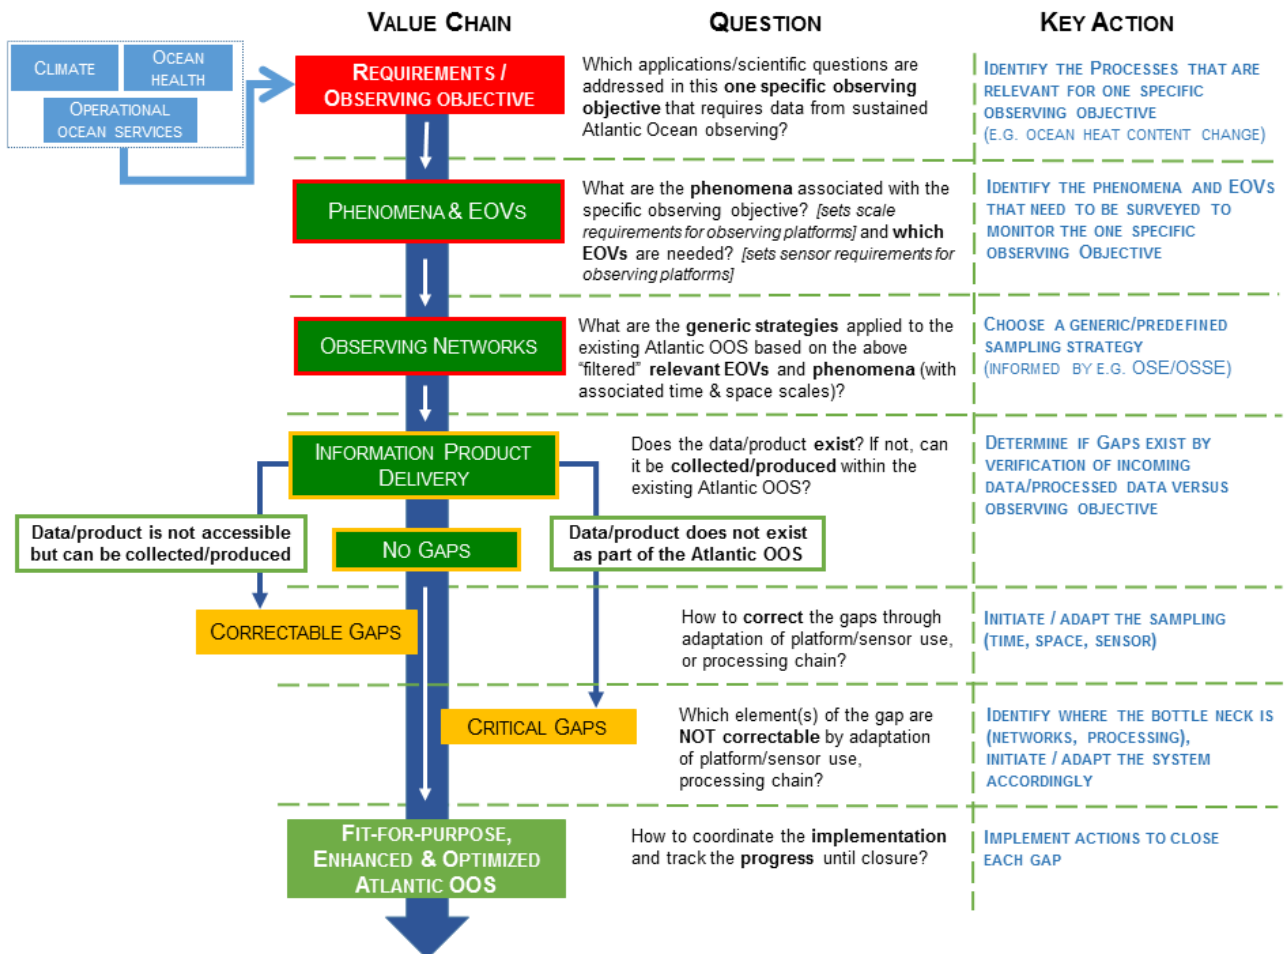 VALUE CHAIN
QUESTION
KEY ACTION
CLIMATE
OCEAN
HEALTH
OPERATIONAL
OCEAN SERVICES
REQUIREMENTS /
OBSERVING OBJECTIVE
Which applications/scientific questions are
addressed in this one specific observing
objective that requires data from sustained
Atlantic Ocean observing?
IDENTIFY THE PROCESSES THAT ARE
RELEVANT FOR ONE SPECIFIC
OBSERVING OBJECTIVE
(E.G. OCEAN HEAT CONTENT CHANGE)
PHENOMENA & EOVS
What are the phenomena associated with the
specific observing objective? [sets scale
requirements for observing platforms] and which
EOVs are needed? [sets sensor requirements for
observing platforms]
IDENTIFY THE PHENOMENA AND EOVS
THAT NEED TO BE SURVEYED TO
MONITOR THE ONE SPECIFIC
OBSERVING OBJECTIVE
OBSERVING NETWORKS
What are the generic strategies applied to the
existing Atlantic OOS based on the above
“filtered” relevant EOVs and phenomena (with
associated time & space scales)?
CHOOSE A GENERIC/PREDEFINED
SAMPLING STRATEGY
(INFORMED BY E.G. OSE/OSSE)
INFORMATION PRODUCT
DELIVERY
Does the data/product exist? If not, can
it be collected/produced within the
existing Atlantic OOS?
DETERMINE IF GAPS EXIST BY
VERIFICATION OF INCOMING
DATA/PROCESSED DATA VERSUS
OBSERVING OBJECTIVE
Data/product is not accessible
but can be collected/produced
NO GAPS
Data/product does not exist
as part of the Atlantic OOS
CORRECTABLE GAPS
How to correct the gaps through
adaptation of platform/sensor use,
or processing chain?
INITIATE / ADAPT THE SAMPLING
(TIME, SPACE, SENSOR)
CRITICAL GAPS
Which element(s) of the gap are
NOT correctable by adaptation
of platform/sensor use,
processing chain?
IDENTIFY WHERE THE BOTTLE NECK IS
(NETWORKS, PROCESSING),
INITIATE / ADAPT THE SYSTEM
ACCORDINGLY
FIT-FOR-PURPOSE,
ENHANCED & OPTIMIZED
ATLANTIC OOS
How to coordinate the implementation
and track the progress until closure?
IMPLEMENT ACTIONS TO CLOSE
EACH GAP